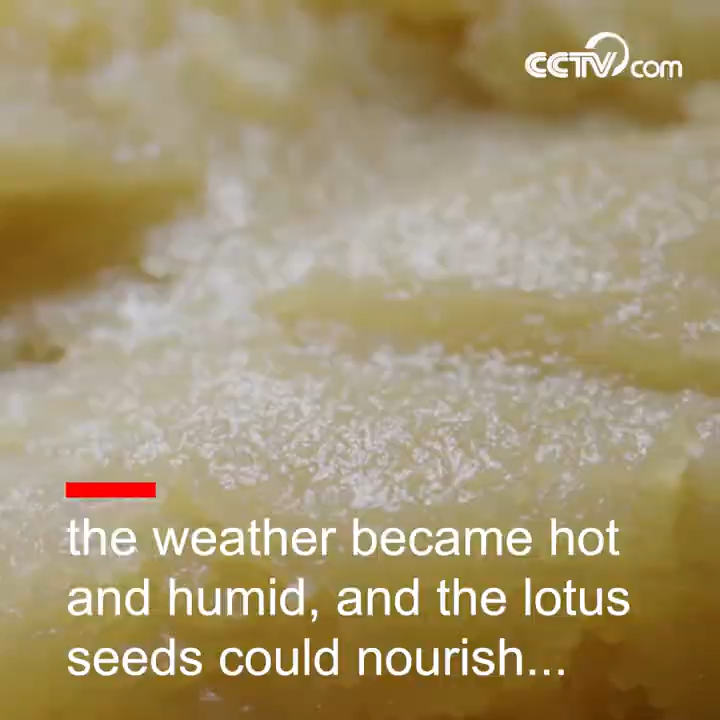 CCTV com
the weather became hot
and humid, and the lotus
seeds could nourish...